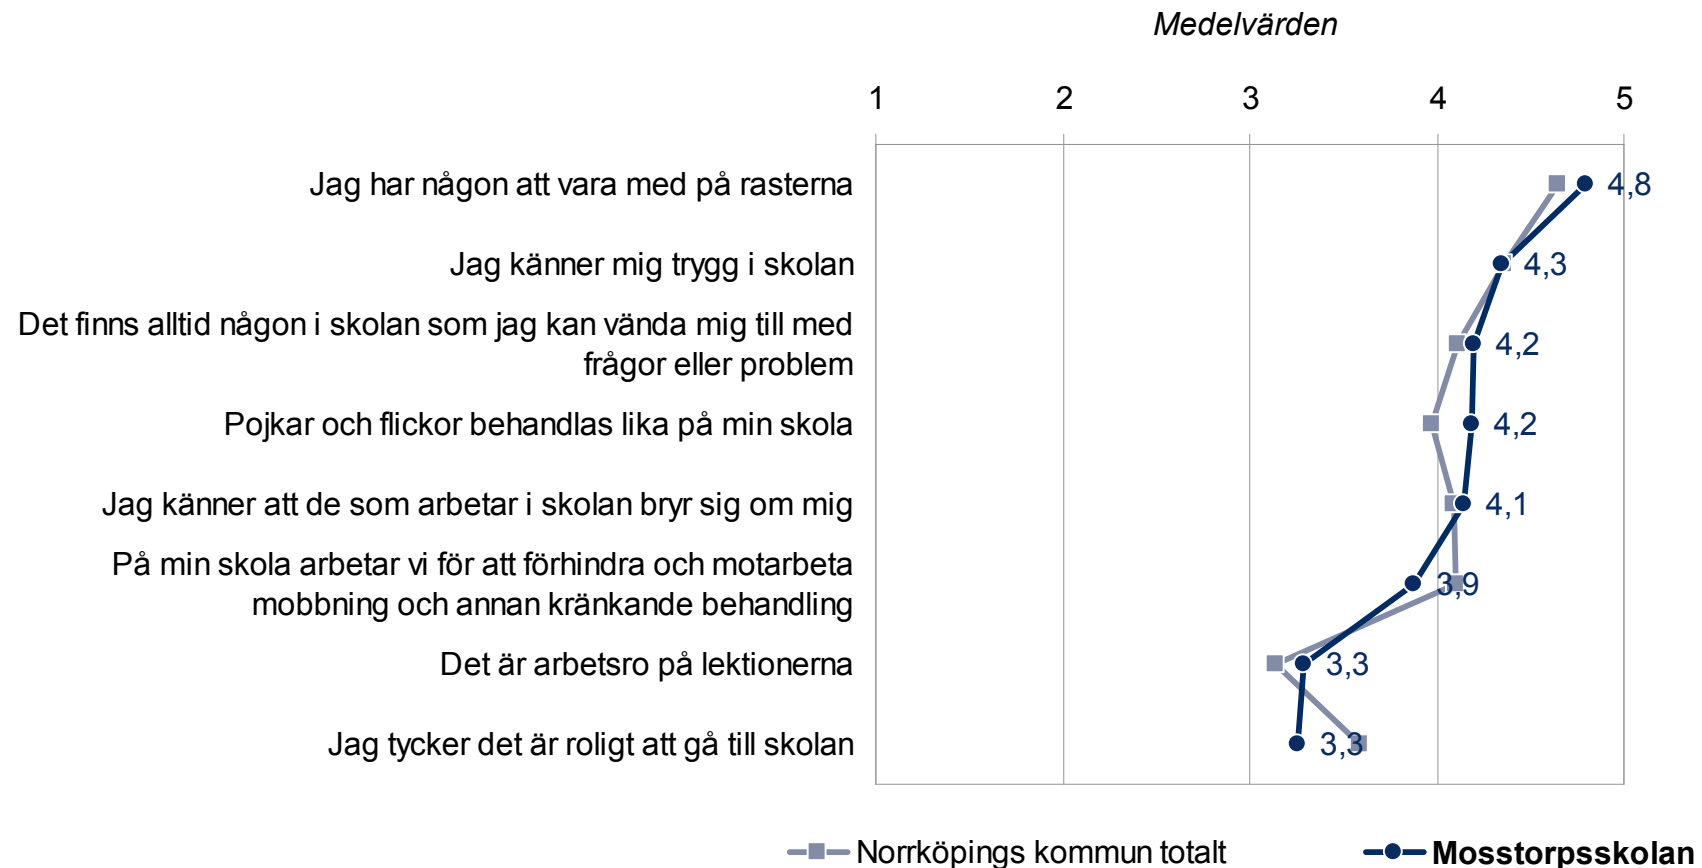 Medelvärden
1 2 3 4 5
Jag har någon att vara med på rasterna 4,8
Jag känner mig trygg i skolan 4,3
Det finns alltid någon i skolan som jag kan vända mig till med
frågor eller problem 4,2
Pojkar och flickor behandlas lika på min skola 4,2
Jag känner att de som arbetar i skolan bryr sig om mig 4,1
På min skola arbetar vi för att förhindra och motarbeta
mobbning och annan kränkande behandling 3,9
Det är arbetsro på lektionerna 3,3
Jag tycker det är roligt att gå till skolan 3,3
Norrköpings kommun totalt Mosstorpsskolan